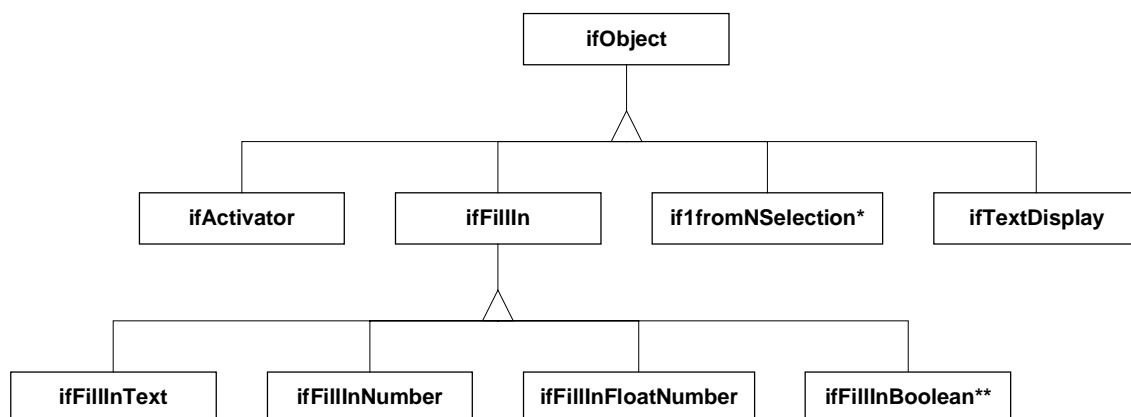 ifObject
ifActivator
ifFillIn
if1fromNSelection*
ifTextDisplay
ifFillInText
ifFillInNumber
ifFillInFloatNumber
ifFillInBoolean**